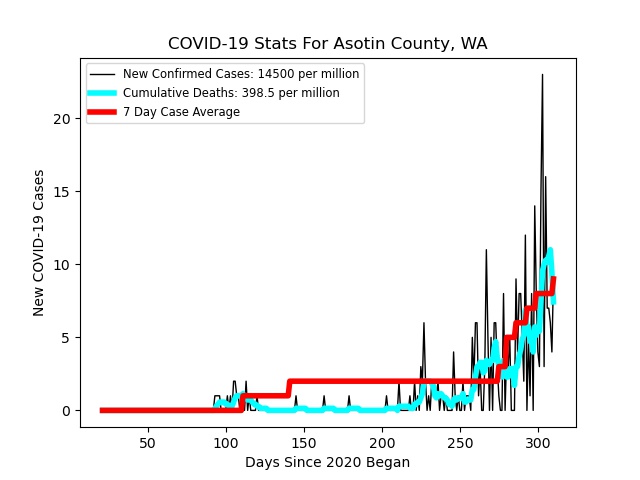 COVID-19 Stats For Asotin County, WA
New Confirmed Cases: 14500 per million
Cumulative Deaths: 398.5 per million
7 Day Case Average
New COVID-19 Cases
20
15
10
5
0
50
100
150
200
250
300
Days Since 2020 Began